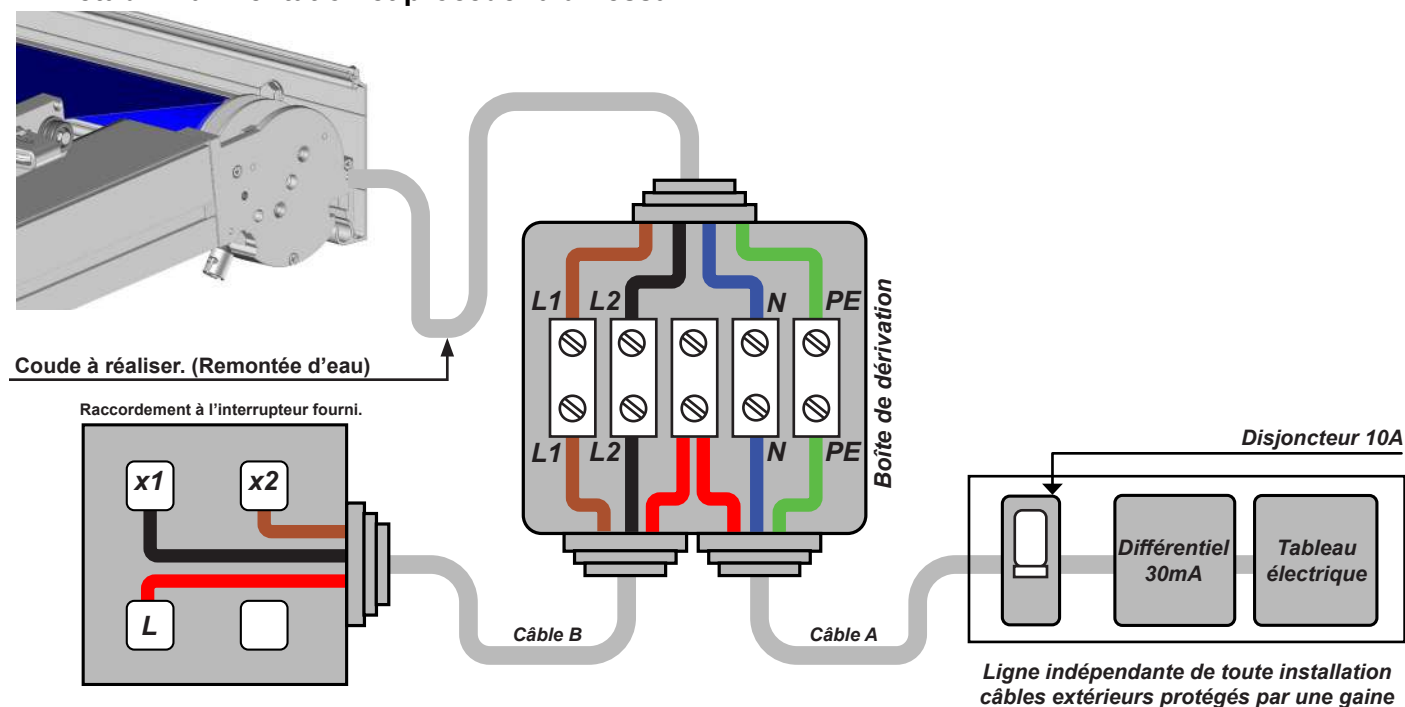 Coude à réaliser. (Remontée d'eau)
Raccordement à l'interrupteur fourni.
x1 x2
L
L1 L2 N PE
L1 L2 N PE
Boîte de dérivation
Câble B
Câble A
Disjoncteur 10A
Différentiel
30mA
Tableau
électrique
Ligne indépendante de toute installation
câbles extérieurs protégés par une gaine